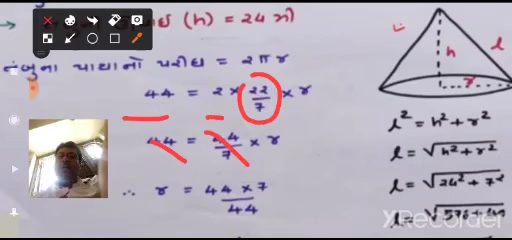 (h) = 24 મી
તંબુના પાયાનો પરીઘ = 2πr
44 = 2 × 22/7 × r
44 = 44/7 × r
∴ r = 44 × 7 / 44
h
l
r
l² = h² + r²
l = √h² + r²
l = √24² + 7²
l =
XRecorder